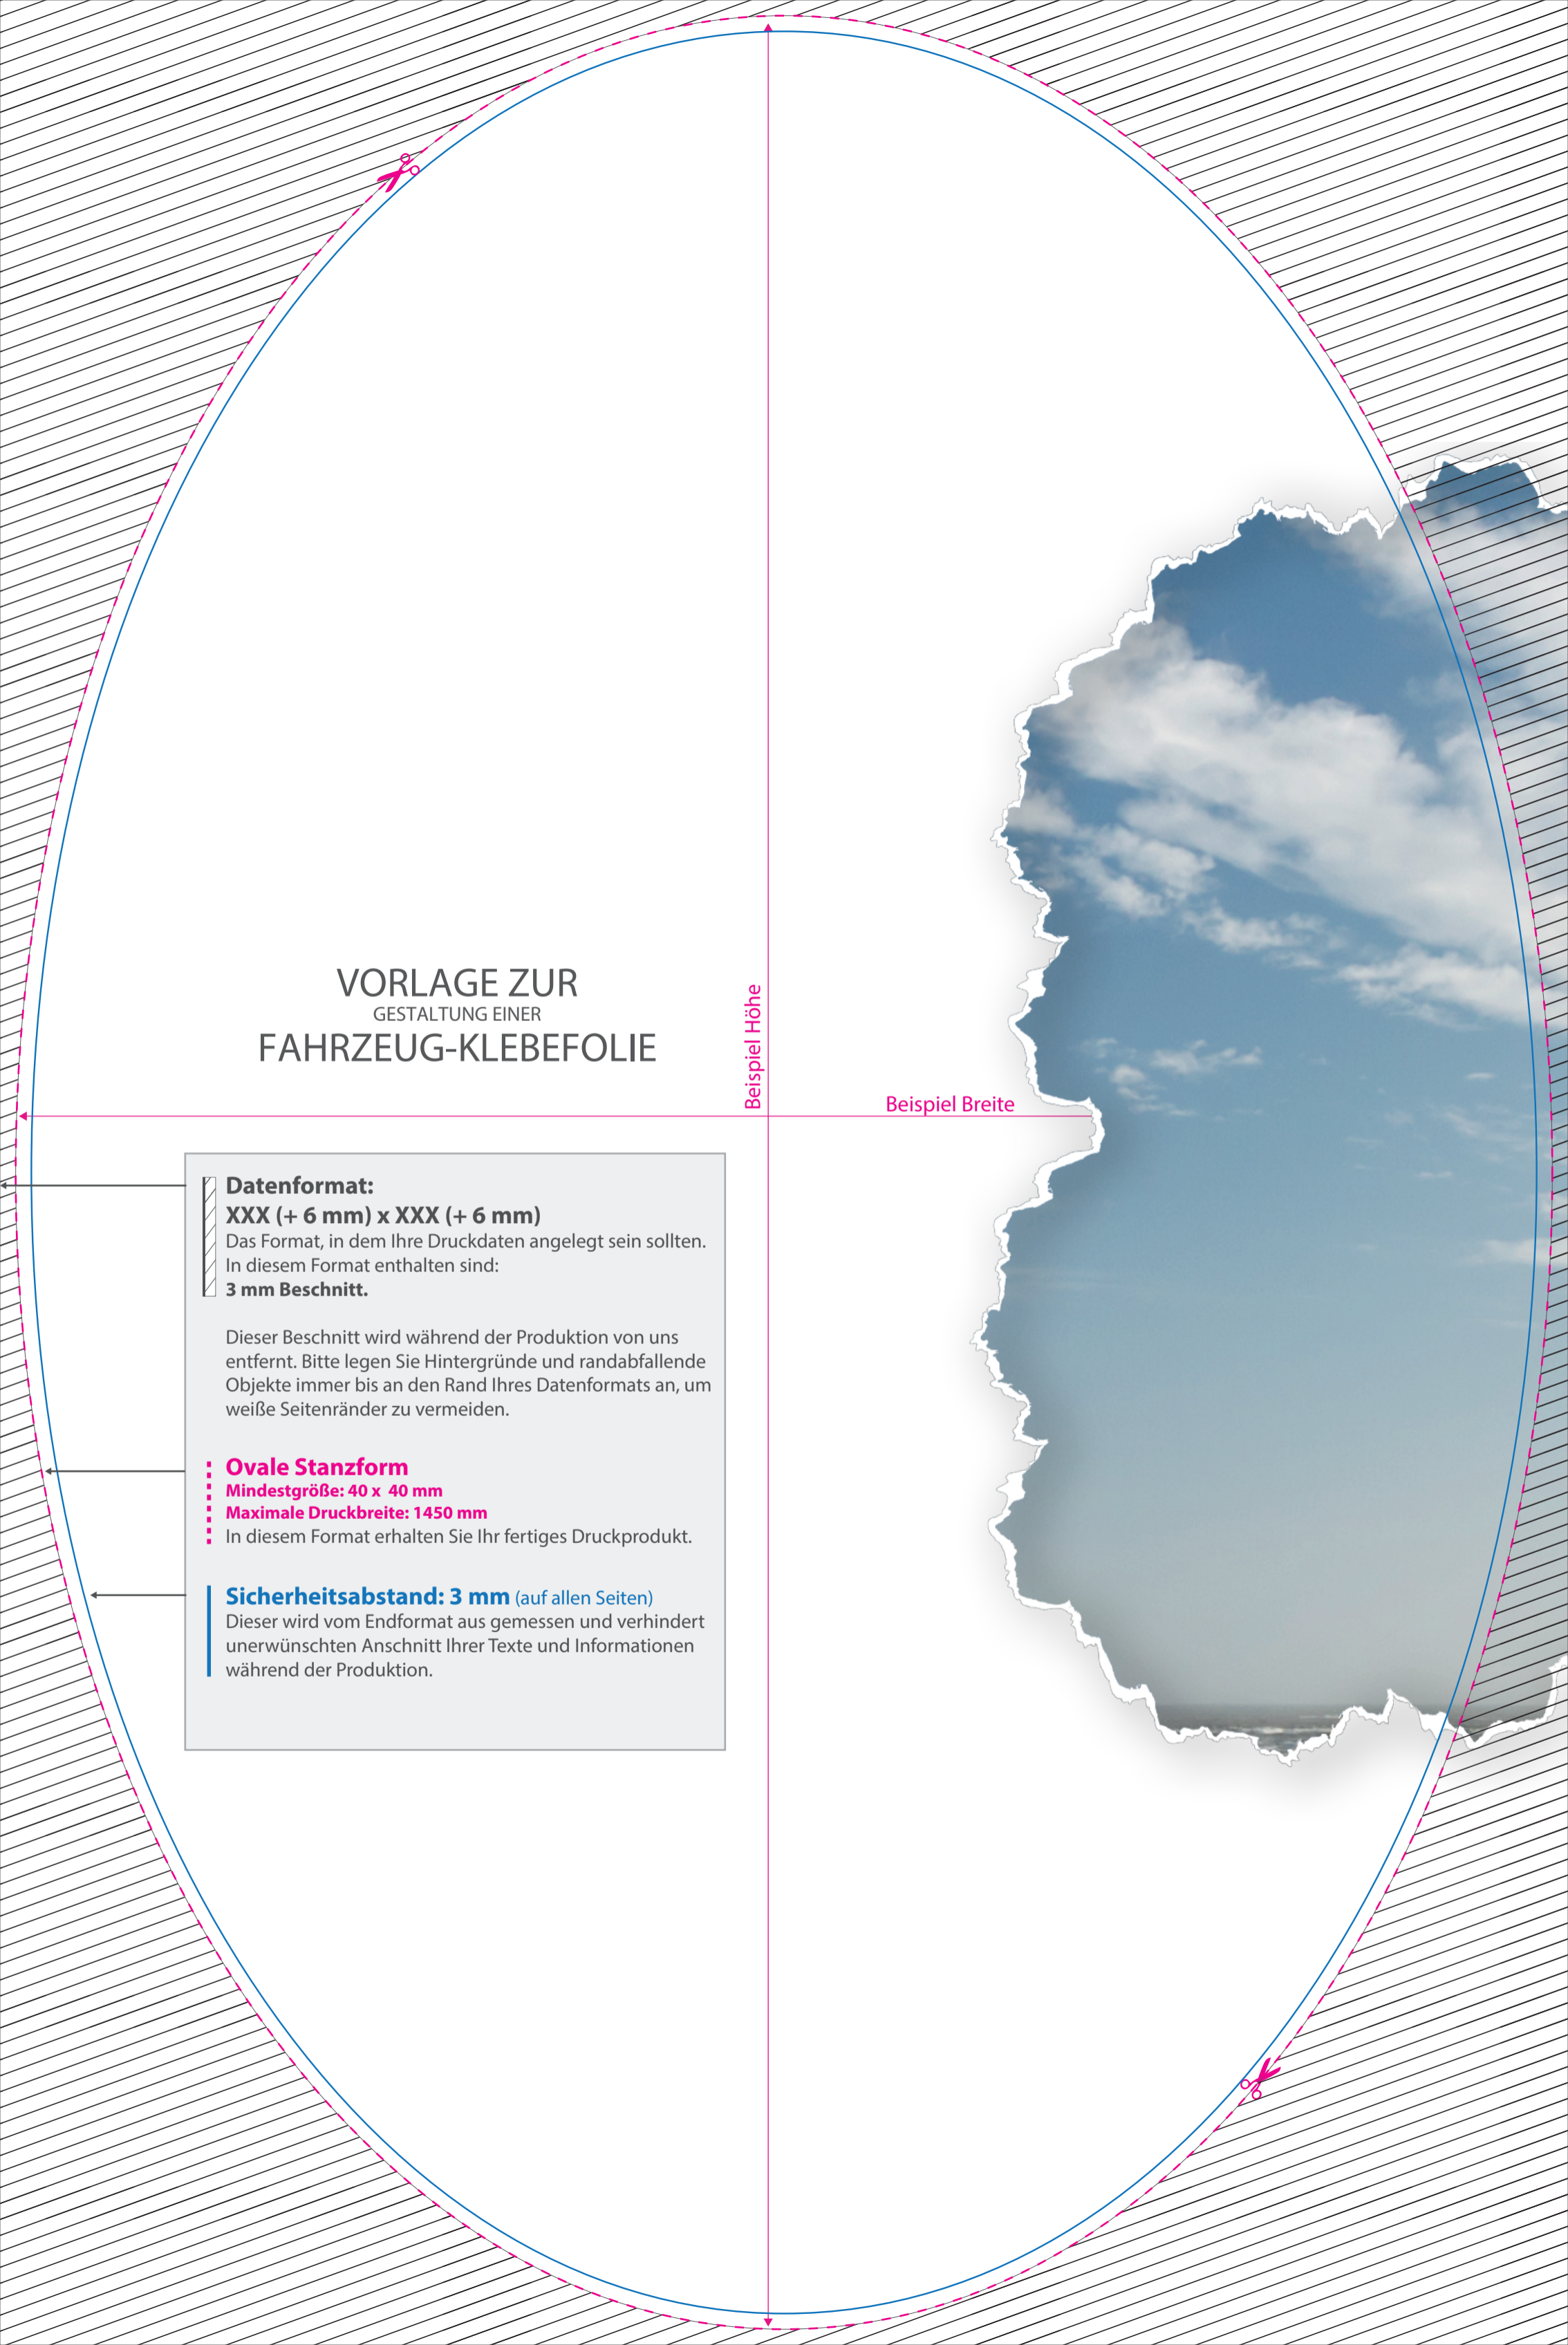 VORLAGE ZUR
GESTALTUNG EINER
FAHRZEUG-KLEBEFOLIE
Beispiel Höhe
Beispiel Breite
Datenformat:
XXX (+ 6 mm) x XXX (+ 6 mm)
Das Format, in dem Ihre Druckdaten angelegt sein sollten.
In diesem Format enthalten sind:
3 mm Beschnitt.
Dieser Beschnitt wird während der Produktion von uns
entfernt. Bitte legen Sie Hintergründe und randabfallende
Objekte immer bis an den Rand Ihres Datenformats an, um
weiße Seitenränder zu vermeiden.
Ovale Stanzform
Mindestgröße: 40 x 40 mm
Maximale Druckbreite: 1450 mm
In diesem Format erhalten Sie Ihr fertiges Druckprodukt.
Sicherheitsabstand: 3 mm (auf allen Seiten)
Dieser wird vom Endformat aus gemessen und verhindert
unerwünschten Anschnitt Ihrer Texte und Informationen
während der Produktion.